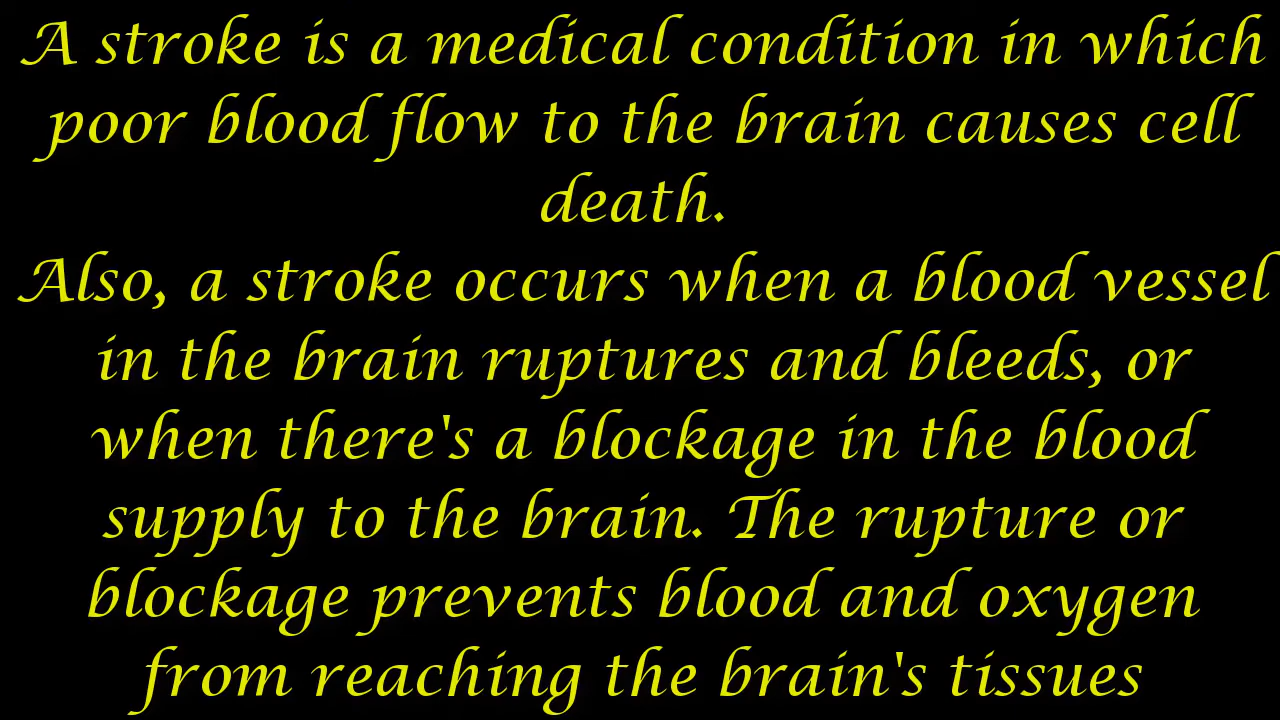 A stroke is a medical condition in which
poor blood flow to the brain causes cell
death.
Also, a stroke occurs when a blood vessel
in the brain ruptures and bleeds, or
when there's a blockage in the blood
supply to the brain. The rupture or
blockage prevents blood and oxygen
from reaching the brain's tissues